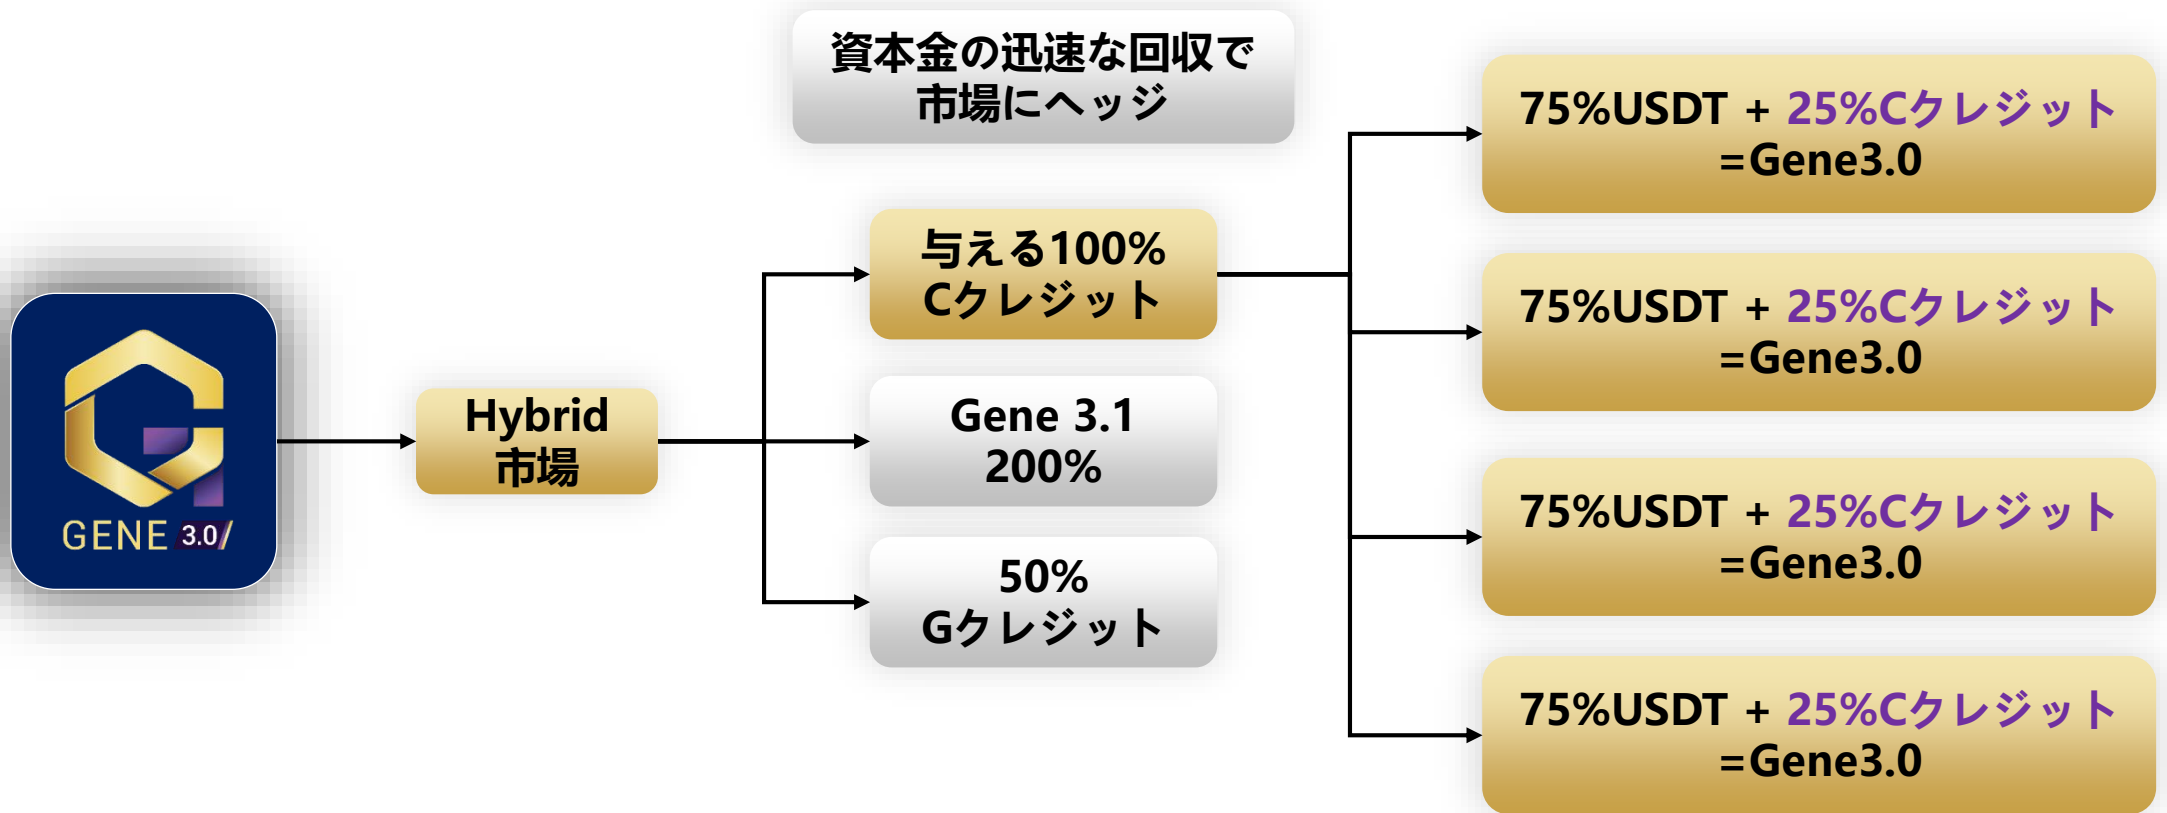 資本金の迅速な回収で
市場にヘッジ
GENE 3.0
Hybrid
市場
与える100%
Cクレジット
Gene 3.1
200%
50%
Gクレジット
75%USDT + 25%Cクレジット
=Gene3.0
75%USDT + 25%Cクレジット
=Gene3.0
75%USDT + 25%Cクレジット
=Gene3.0
75%USDT + 25%Cクレジット
=Gene3.0